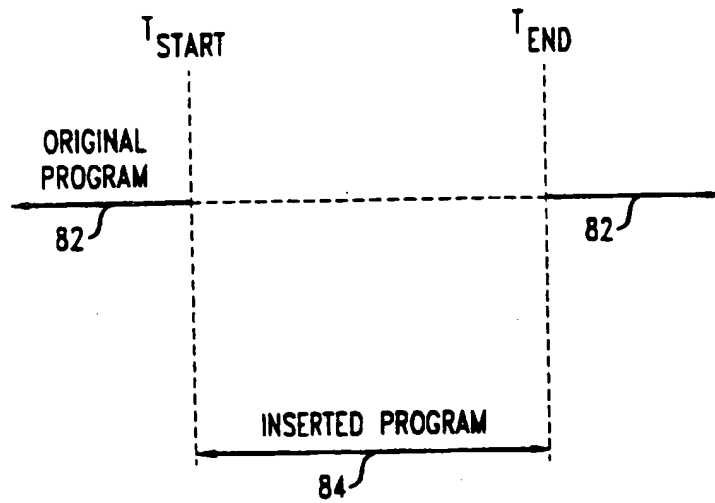 T START
T END
ORIGINAL
PROGRAM
82
82
INSERTED PROGRAM
84